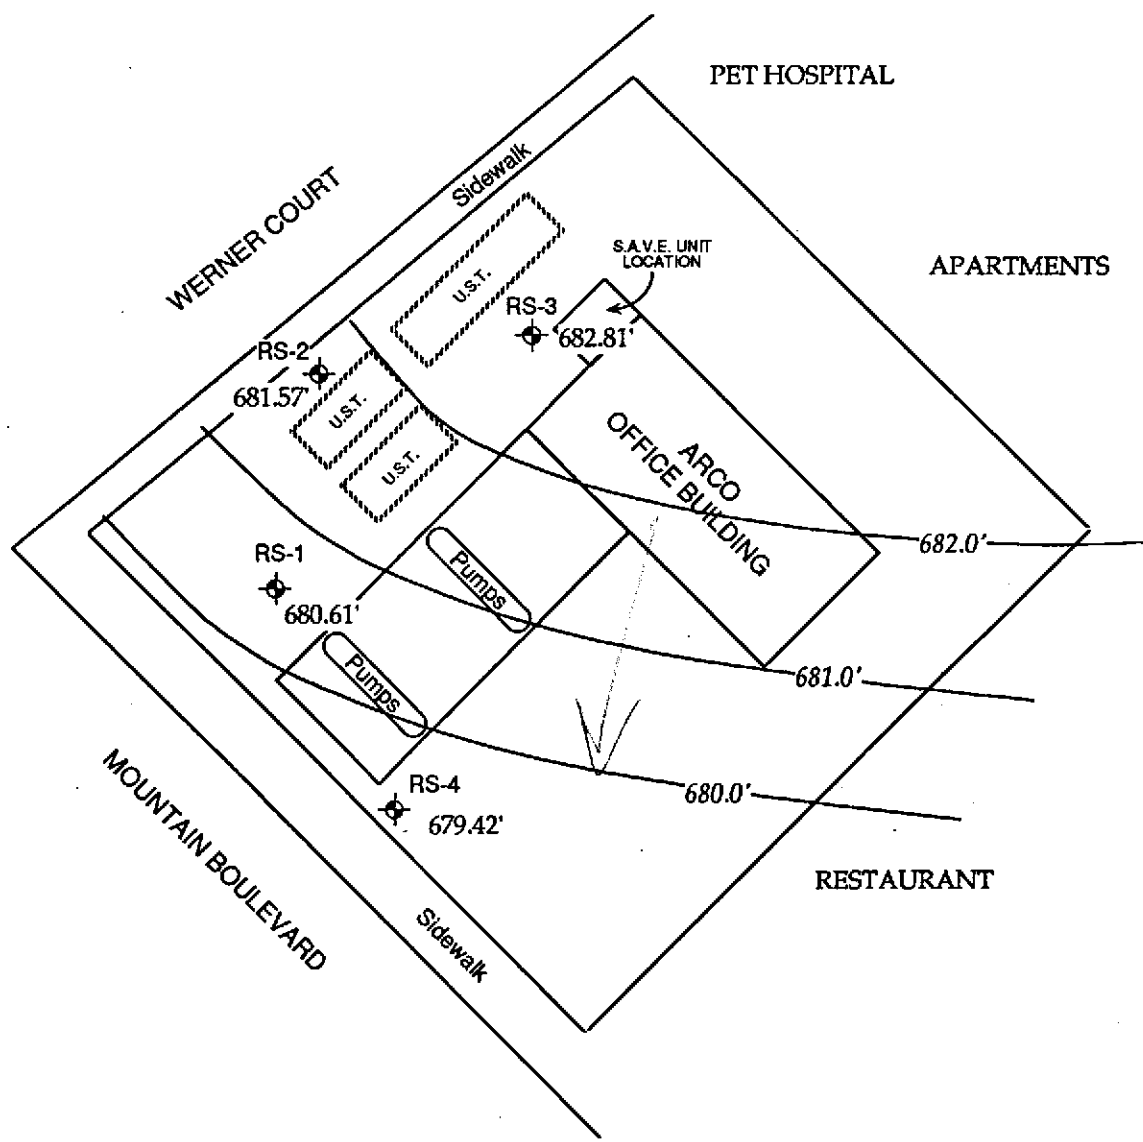 PET HOSPITAL
Sidewalk
WERNER COURT
S.A.V.E. UNIT
LOCATION
APARTMENTS
U.S.T.
RS-3
682.81'
RS-2
681.57'
U.S.T.
U.S.T.
ARCO
OFFICE BUILDING
682.0'
RS-1
680.61'
Pumps
681.0'
Pumps
RS-4
679.42'
680.0'
MOUNTAIN BOULEVARD
RESTAURANT
Sidewalk